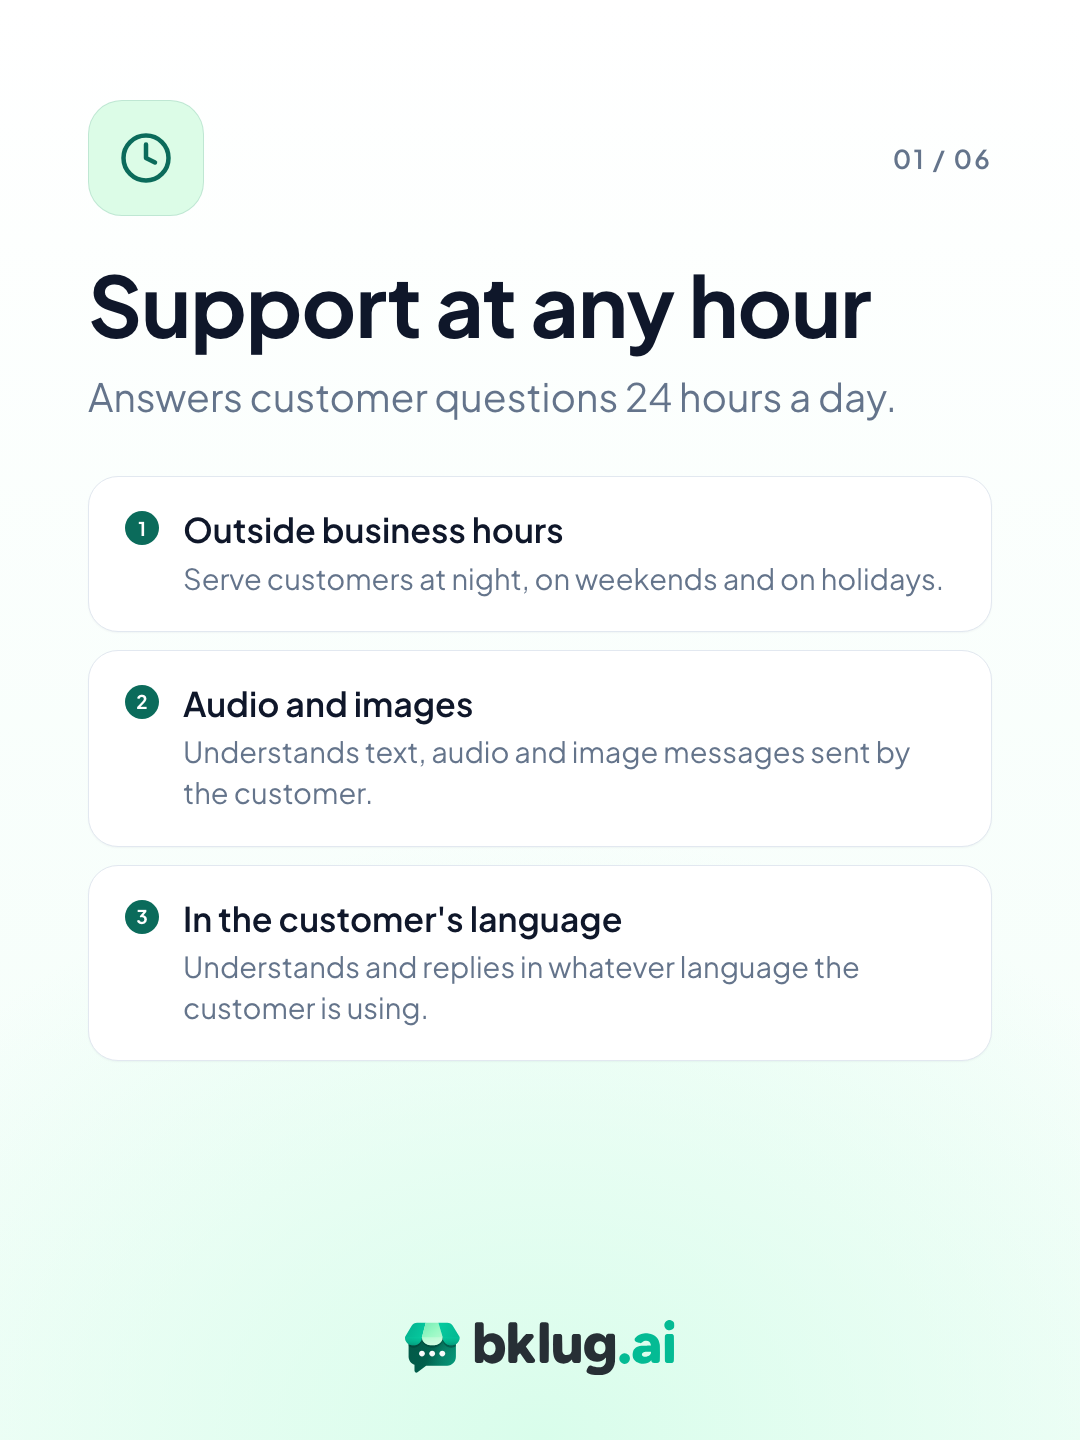 01 / 06
Support at any hour
Answers customer questions 24 hours a day.
1 Outside business hours
Serve customers at night, on weekends and on holidays.
2 Audio and images
Understands text, audio and image messages sent by
the customer.
3 In the customer's language
Understands and replies in whatever language the
customer is using.
bklug.ai